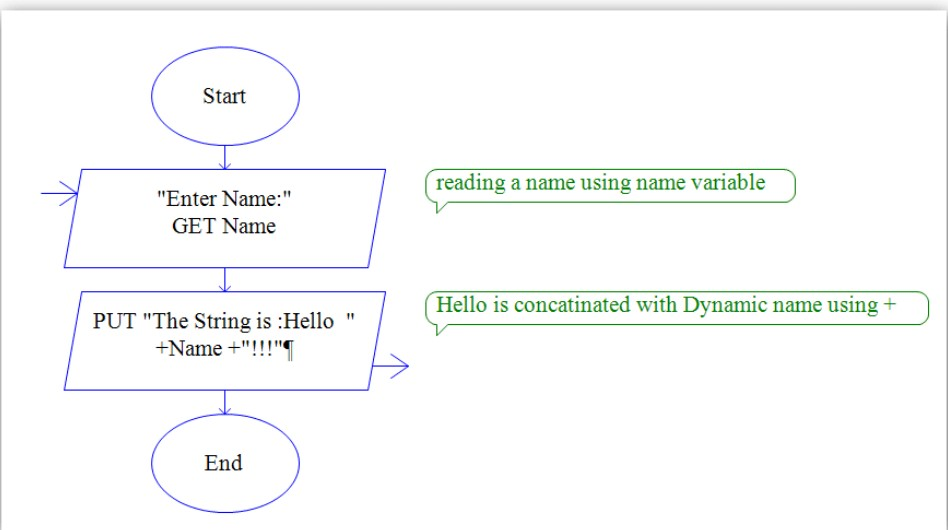 Start
"Enter Name:"
GET Name
reading a name using name variable
PUT "The String is :Hello  "
+Name +"!!!"¶
Hello is concatinated with Dynamic name using +
End